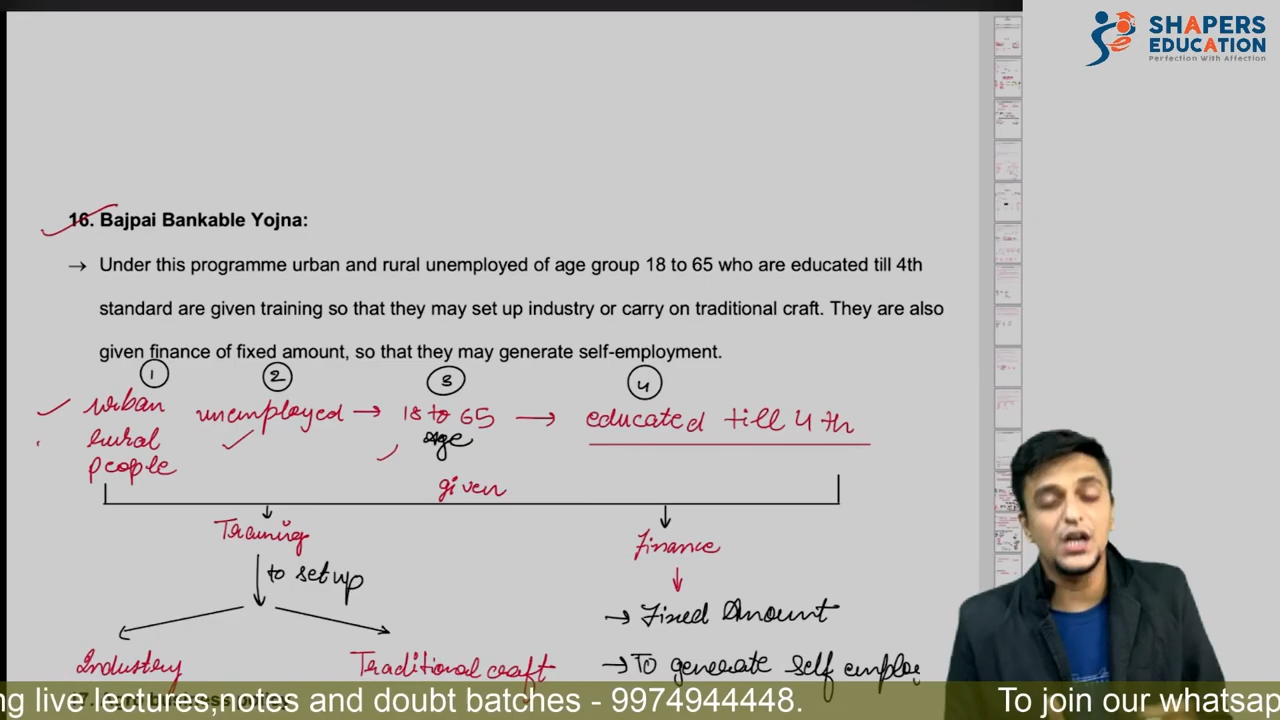 SHAPERS
EDUCATION
Perfection With Affection
16. Bajpai Bankable Yojna:
→ Under this programme urban and rural unemployed of age group 18 to 65 who are educated till 4th
standard are given training so that they may set up industry or carry on traditional craft. They are also
given finance of fixed amount, so that they may generate self-employment.
1 2 3 4
urban unemployed → 18 to 65 → educated till 4th
rural Age
people
given
Training Finance
to set up
→ Fixed Amount
Industry Traditional craft → To generate self employ
ng live lectures,notes and doubt batches - 9974944448. To join our whatsap